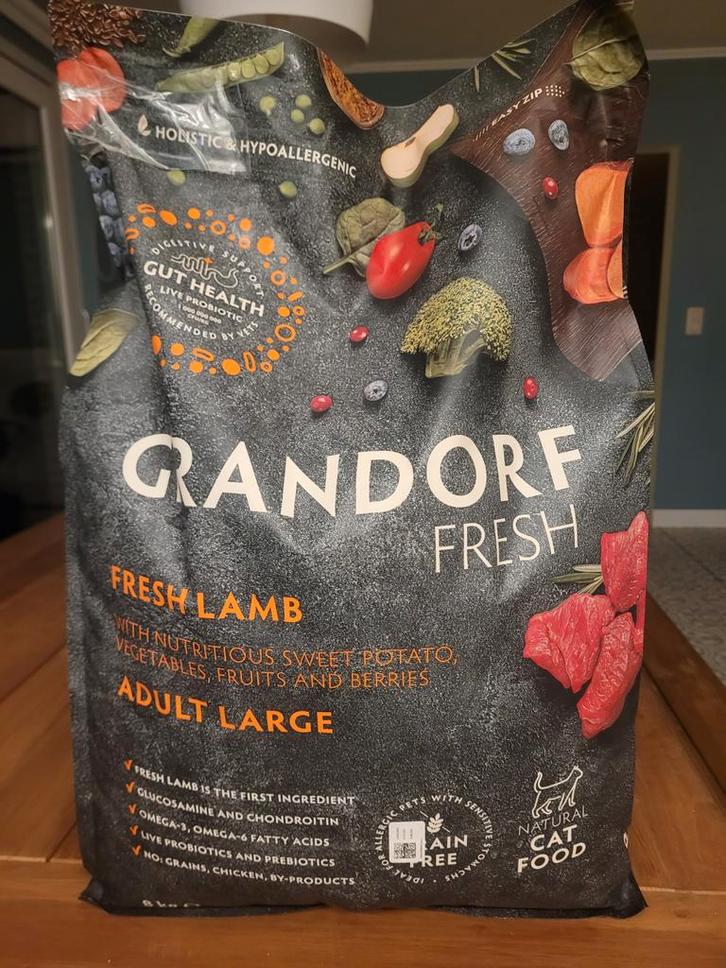 HOLISTIC & HYPOALLERGENIC
EASY ZIP
DIGESTIVE SUPPORT
GUT HEALTH
LIVE PROBIOTIC
RECOMMENDED BY VETS
GRANDORF
FRESH
FRESH LAMB
WITH NUTRITIOUS SWEET POTATO,
VEGETABLES, FRUITS AND BERRIES
ADULT LARGE
FRESH LAMB IS THE FIRST INGREDIENT
GLUCOSAMINE AND CHONDROITIN
OMEGA-3, OMEGA-6 FATTY ACIDS
LIVE PROBIOTICS AND PREBIOTICS
NO: GRAINS, CHICKEN, BY-PRODUCTS
IDEAL FOR ALLERGIC PETS WITH SENSITIVE STOMACHS
NATURAL
CAT
FOOD
8 kg